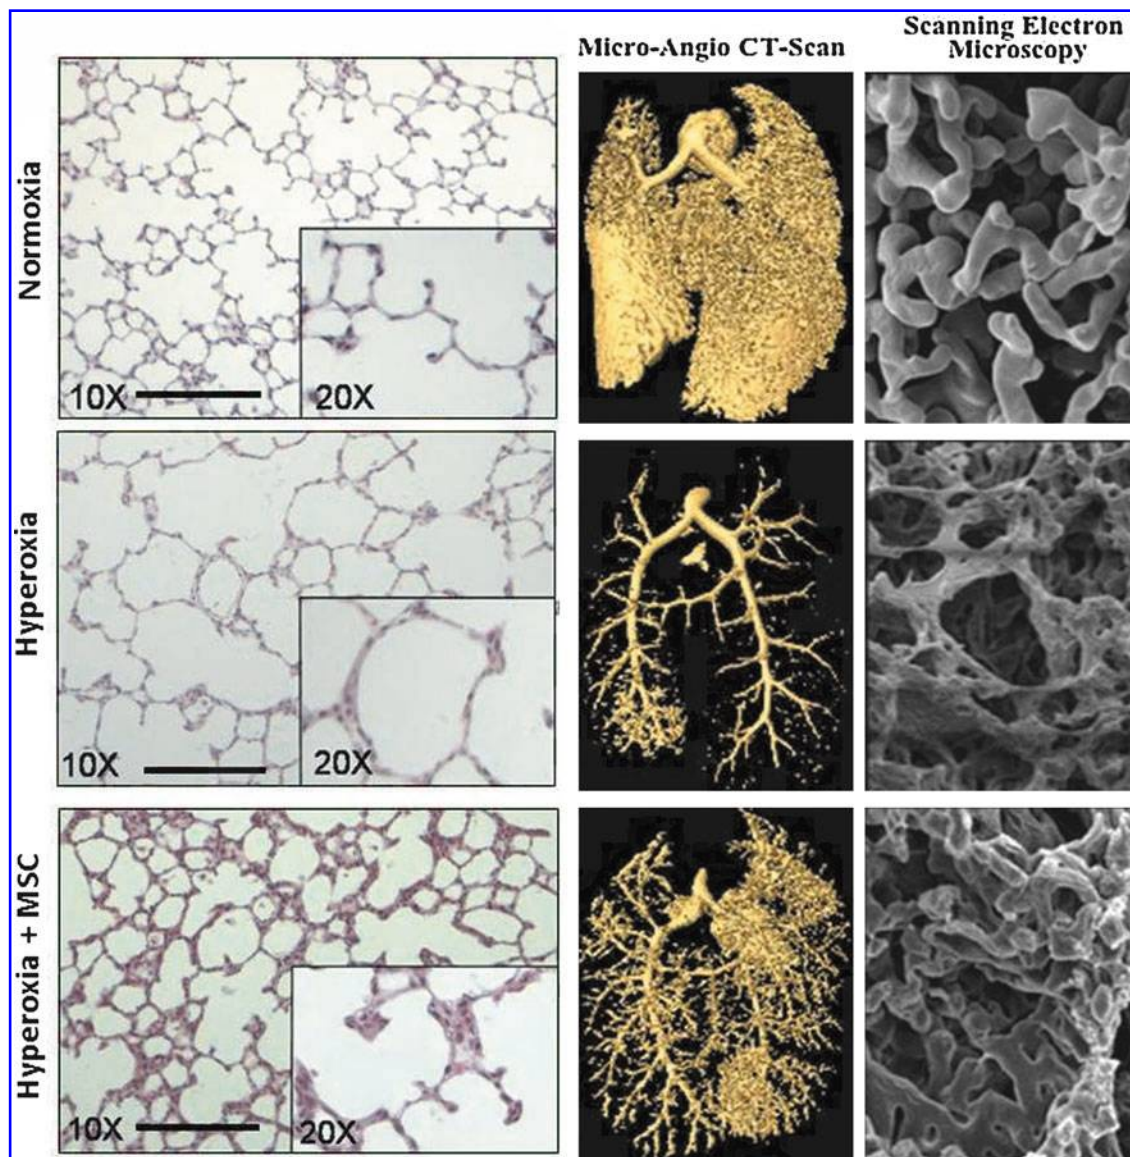 Micro-Angio CT-Scan
Scanning Electron
Microscopy
Normoxia
10X
20X
Hyperoxia
10X
20X
Hyperoxia + MSC
10X
20X